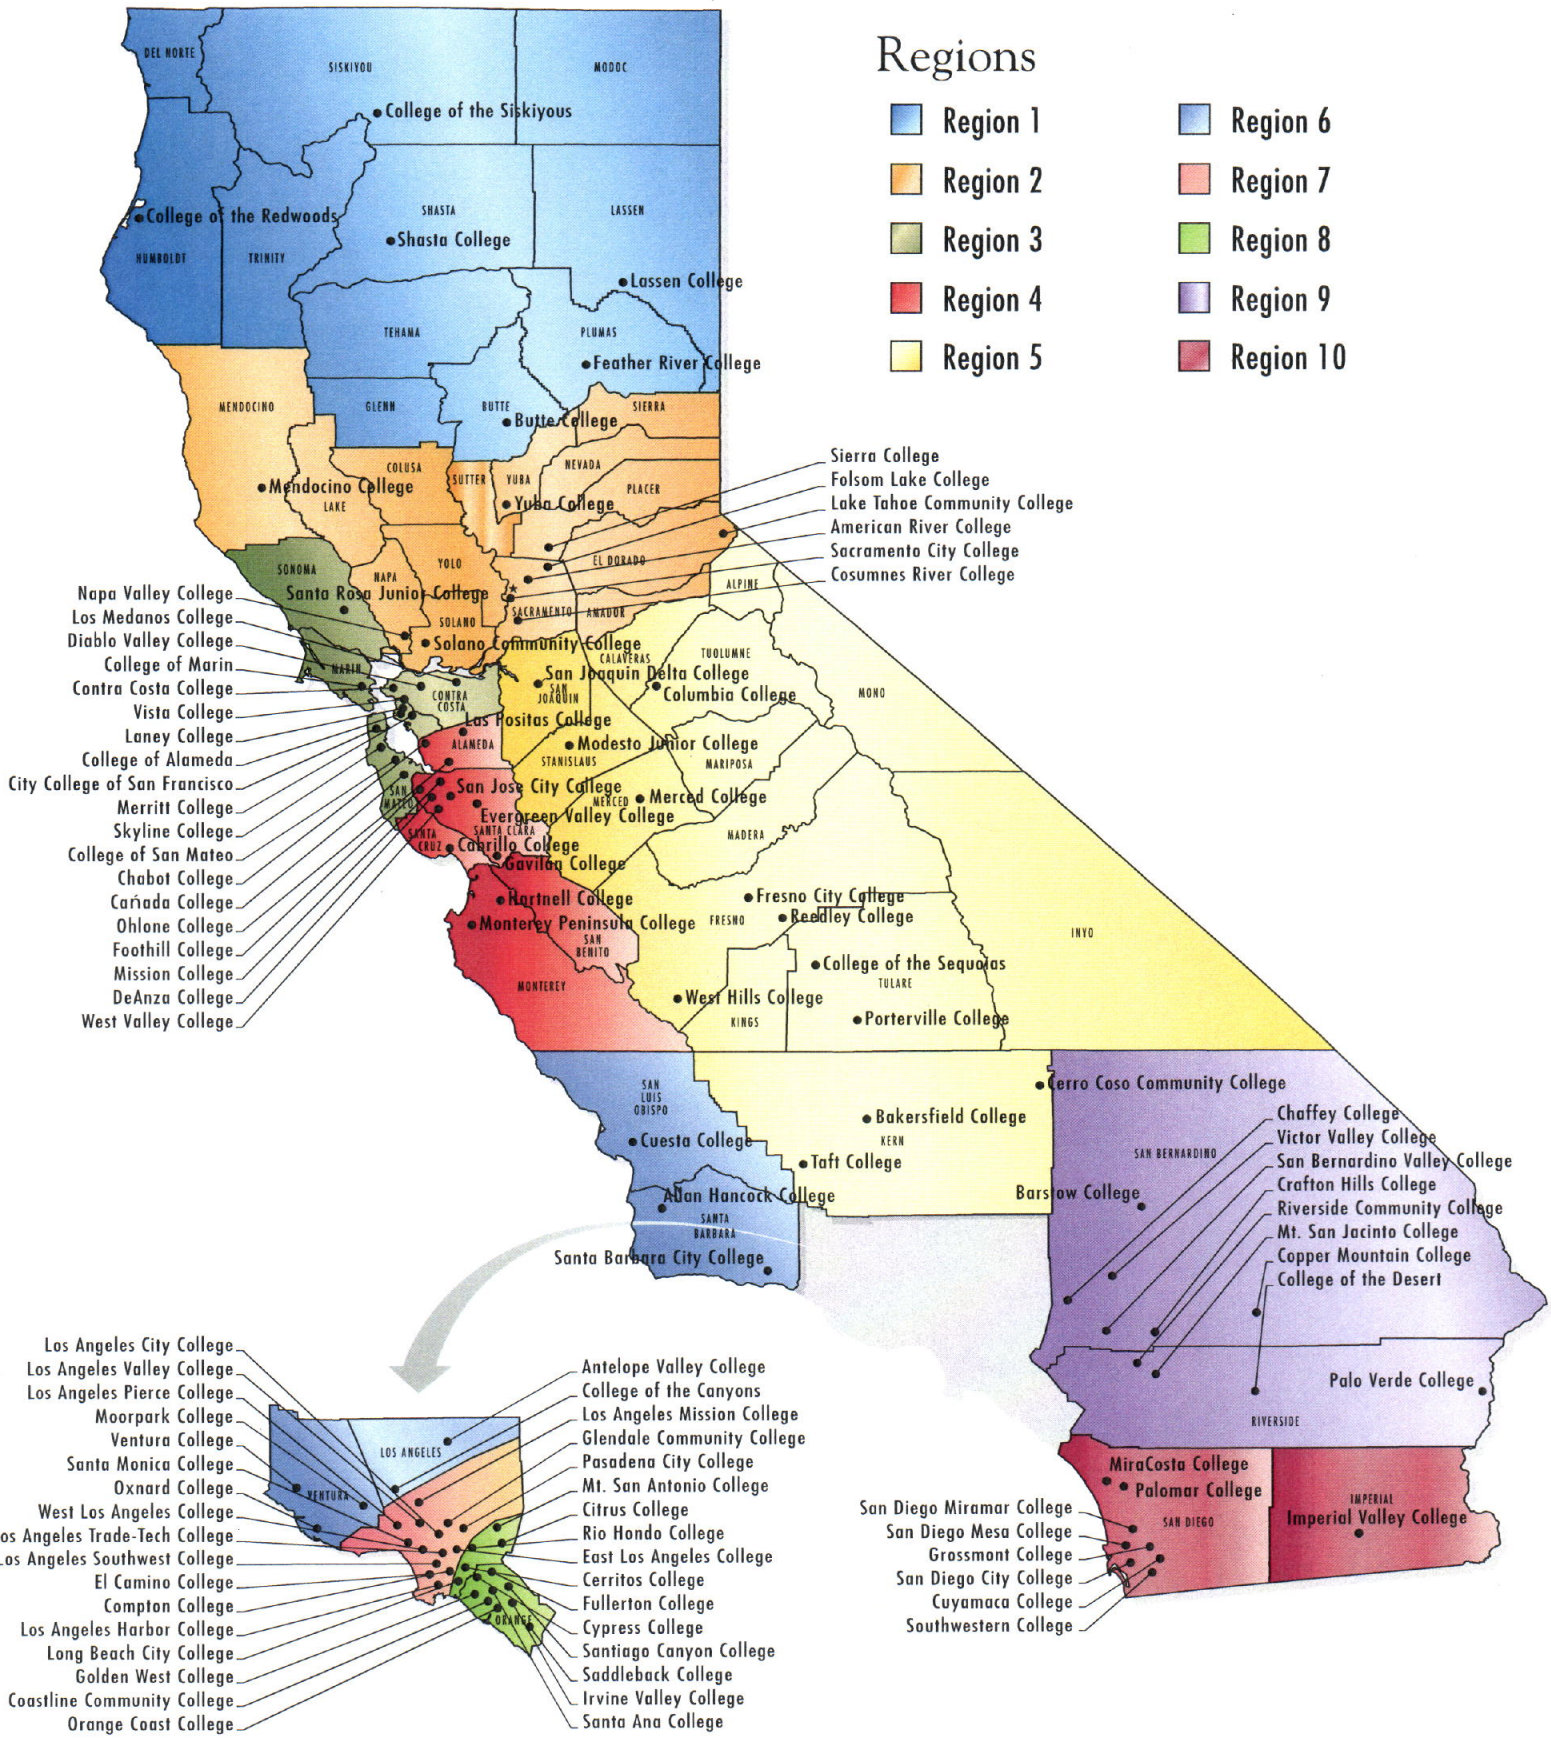 Regions
Region 1
Region 2
Region 3
Region 4
Region 5
Region 6
Region 7
Region 8
Region 9
Region 10
DEL NORTE
SISKIYOU
MODOC
College of the Siskiyous
College of the Redwoods
HUMBOLDT
TRINITY
SHASTA
Shasta College
LASSEN
Lassen College
TEHAMA
PLUMAS
Feather River College
MENDOCINO
GLENN
BUTTE
Butte College
SIERRA
COLUSA
SUTTER
YUBA
NEVADA
PLACER
Mendocino College
LAKE
Yuba College
Sierra College
Folsom Lake College
Lake Tahoe Community College
American River College
Sacramento City College
Cosumnes River College
SONOMA
NAPA
YOLO
EL DORADO
ALPINE
Santa Rosa Junior College
SOLANO
SACRAMENTO
AMADOR
Solano Community College
MARIN
CALAVERAS
TUOLUMNE
MONO
San Joaquin Delta College
SAN
JOAQUIN
Columbia College
CONTRA
COSTA
Las Positas College
ALAMEDA
Modesto Junior College
STANISLAUS
MARIPOSA
Napa Valley College
Los Medanos College
Diablo Valley College
College of Marin
Contra Costa College
Vista College
Laney College
College of Alameda
City College of San Francisco
Merritt College
Skyline College
College of San Mateo
Chabot College
Cañada College
Ohlone College
Foothill College
Mission College
DeAnza College
West Valley College
SAN
MATEO
San Jose City College
MERCED
Merced College
Evergreen Valley College
SANTA CLARA
SANTA
CRUZ
Cabrillo College
Gavilan College
MADERA
Hartnell College
Monterey Peninsula College
SAN
BENITO
MONTEREY
Fresno City College
FRESNO
Reedley College
INYO
College of the Sequoias
TULARE
West Hills College
KINGS
Porterville College
SAN
LUIS
OBISPO
Cuesta College
Allan Hancock College
SANTA
BARBARA
Santa Barbara City College
Bakersfield College
KERN
Taft College
Cerro Coso Community College
SAN BERNARDINO
Barstow College
Chaffey College
Victor Valley College
San Bernardino Valley College
Crafton Hills College
Riverside Community College
Mt. San Jacinto College
Copper Mountain College
College of the Desert
Palo Verde College
RIVERSIDE
MiraCosta College
Palomar College
SAN DIEGO
IMPERIAL
Imperial Valley College
San Diego Miramar College
San Diego Mesa College
Grossmont College
San Diego City College
Cuyamaca College
Southwestern College
Los Angeles City College
Los Angeles Valley College
Los Angeles Pierce College
Moorpark College
Ventura College
Santa Monica College
Oxnard College
West Los Angeles College
os Angeles Trade-Tech College
Los Angeles Southwest College
El Camino College
Compton College
Los Angeles Harbor College
Long Beach City College
Golden West College
Coastline Community College
Orange Coast College
LOS ANGELES
VENTURA
ORANGE
Antelope Valley College
College of the Canyons
Los Angeles Mission College
Glendale Community College
Pasadena City College
Mt. San Antonio College
Citrus College
Rio Hondo College
East Los Angeles College
Cerritos College
Fullerton College
Cypress College
Santiago Canyon College
Saddleback College
Irvine Valley College
Santa Ana College